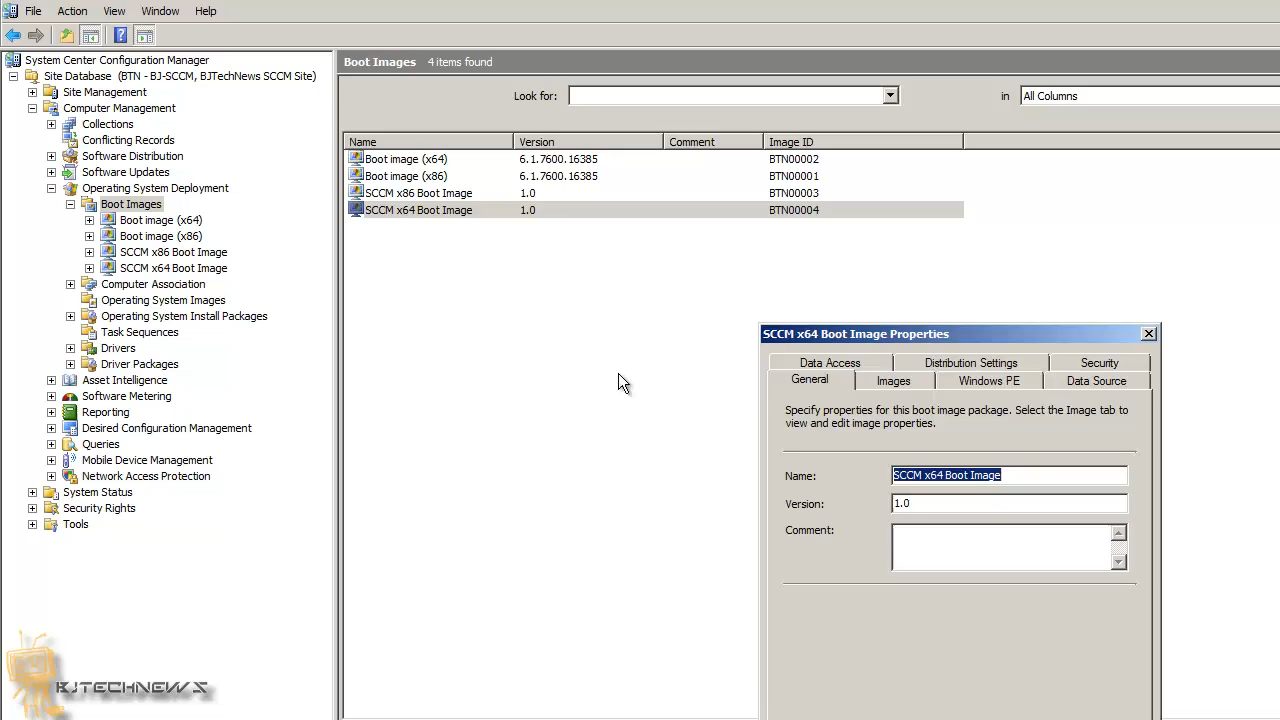 File Action View Window Help
System Center Configuration Manager
Site Database (BTN - BJ-SCCM, BJTechNews SCCM Site)
Site Management
Computer Management
Collections
Conflicting Records
Software Distribution
Software Updates
Operating System Deployment
Boot Images
Boot image (x64)
Boot image (x86)
SCCM x86 Boot Image
SCCM x64 Boot Image
Computer Association
Operating System Images
Operating System Install Packages
Task Sequences
Drivers
Driver Packages
Asset Intelligence
Software Metering
Reporting
Desired Configuration Management
Queries
Mobile Device Management
Network Access Protection
System Status
Security Rights
Tools
Boot Images 4 items found
Look for: in All Columns
Name Version Comment Image ID
Boot image (x64) 6.1.7600.16385 BTN00002
Boot image (x86) 6.1.7600.16385 BTN00001
SCCM x86 Boot Image 1.0 BTN00003
SCCM x64 Boot Image 1.0 BTN00004
SCCM x64 Boot Image Properties
Data Access Distribution Settings Security
General Images Windows PE Data Source
Specify properties for this boot image package. Select the Image tab to
view and edit image properties.
Name: SCCM x64 Boot Image
Version: 1.0
Comment:
BJTECHNEWS